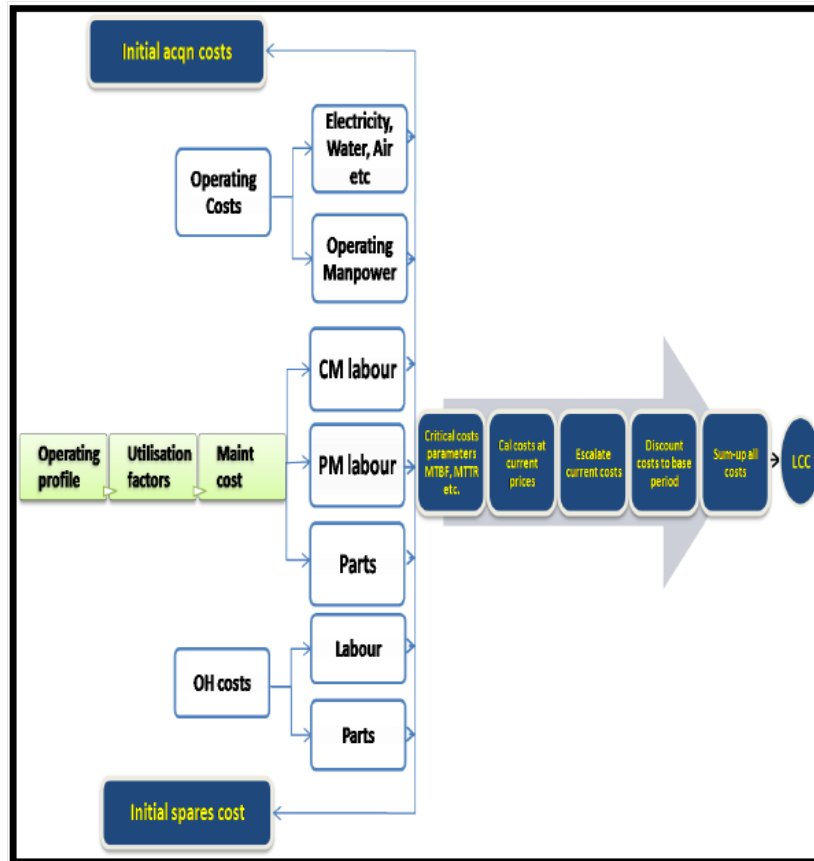 Initial acqn costs
Electricity,
Water, Air
etc
Operating
Costs
Operating
Manpower
CM labour
Operating
profile
Utilisation
factors
Maint
cost
PM labour
Critical costs
parameters
MTBF, MTTR
etc.
Cal costs at
current
prices
Escalate
current costs
Discount
costs to base
period
Sum-up all
costs
LCC
Parts
OH costs
Labour
Parts
Initial spares cost